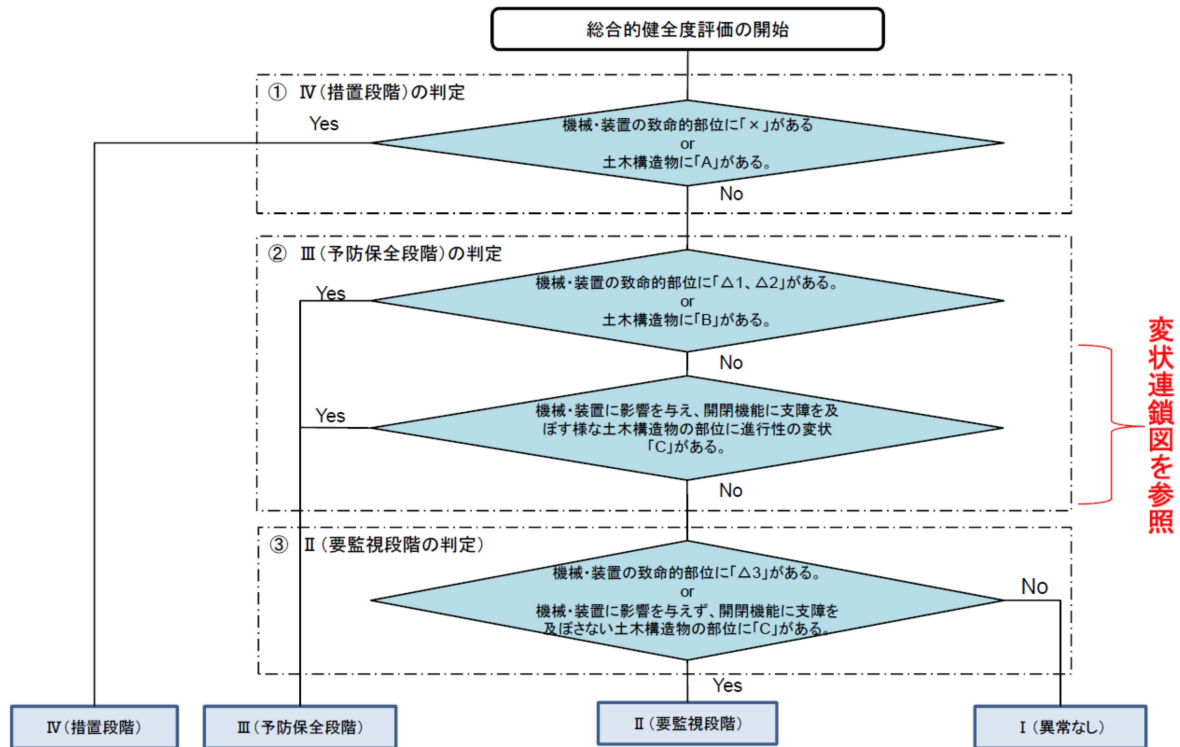 総合的健全度評価の開始
① Ⅳ(措置段階)の判定
Yes
機械・装置の致命的部位に「×」がある
or
土木構造物に「A」がある。
No
② Ⅲ(予防保全段階)の判定
Yes
機械・装置の致命的部位に「△1、△2」がある。
or
土木構造物に「B」がある。
No
Yes
機械・装置に影響を与え、開閉機能に支障を及
ぼす様な土木構造物の部位に進行性の変状
「C」がある。
No
変状連鎖図を参照
③ Ⅱ(要監視段階の判定)
機械・装置の致命的部位に「△3」がある。
or
機械・装置に影響を与えず、開閉機能に支障を
及ぼさない土木構造物の部位に「C」がある。
No
Yes
Ⅳ(措置段階)
Ⅲ(予防保全段階)
Ⅱ(要監視段階)
Ⅰ(異常なし)